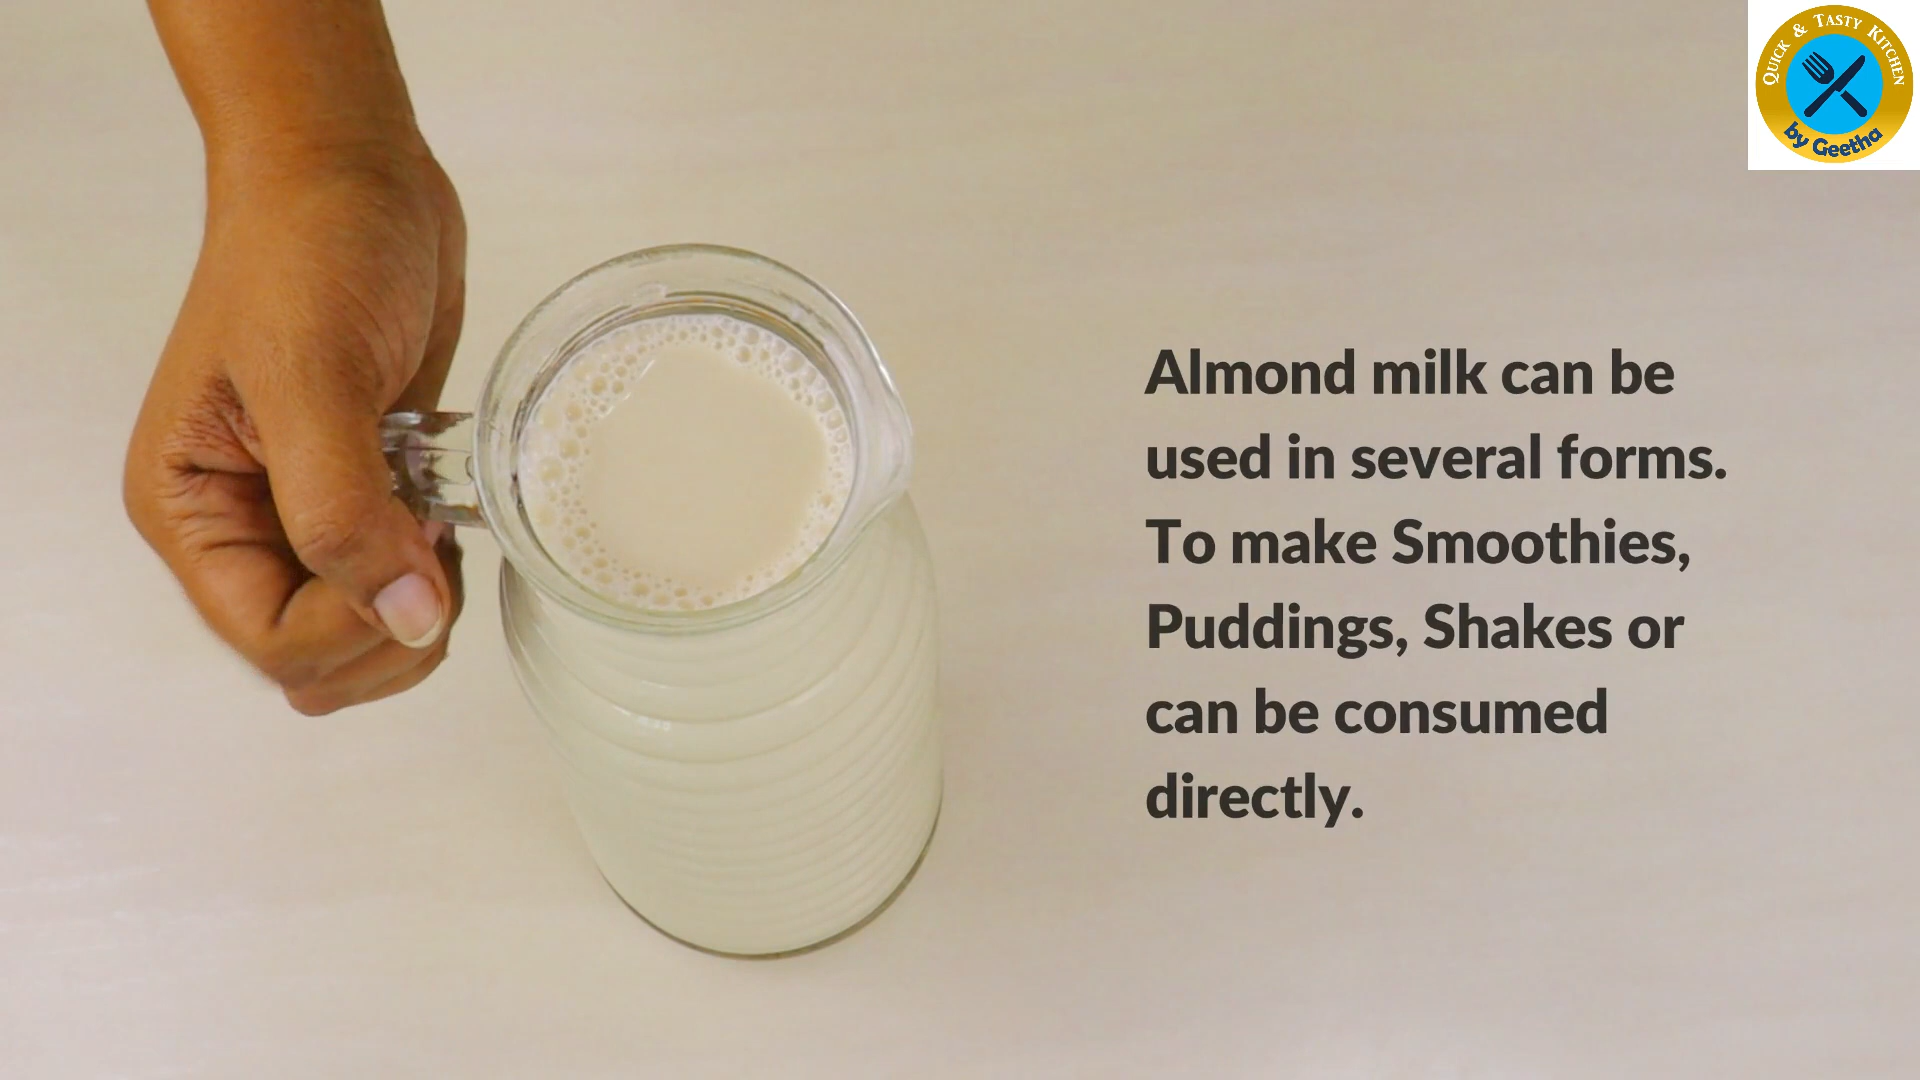 QUICK & TASTY KITCHEN
by Geetha
Almond milk can be
used in several forms.
To make Smoothies,
Puddings, Shakes or
can be consumed
directly.